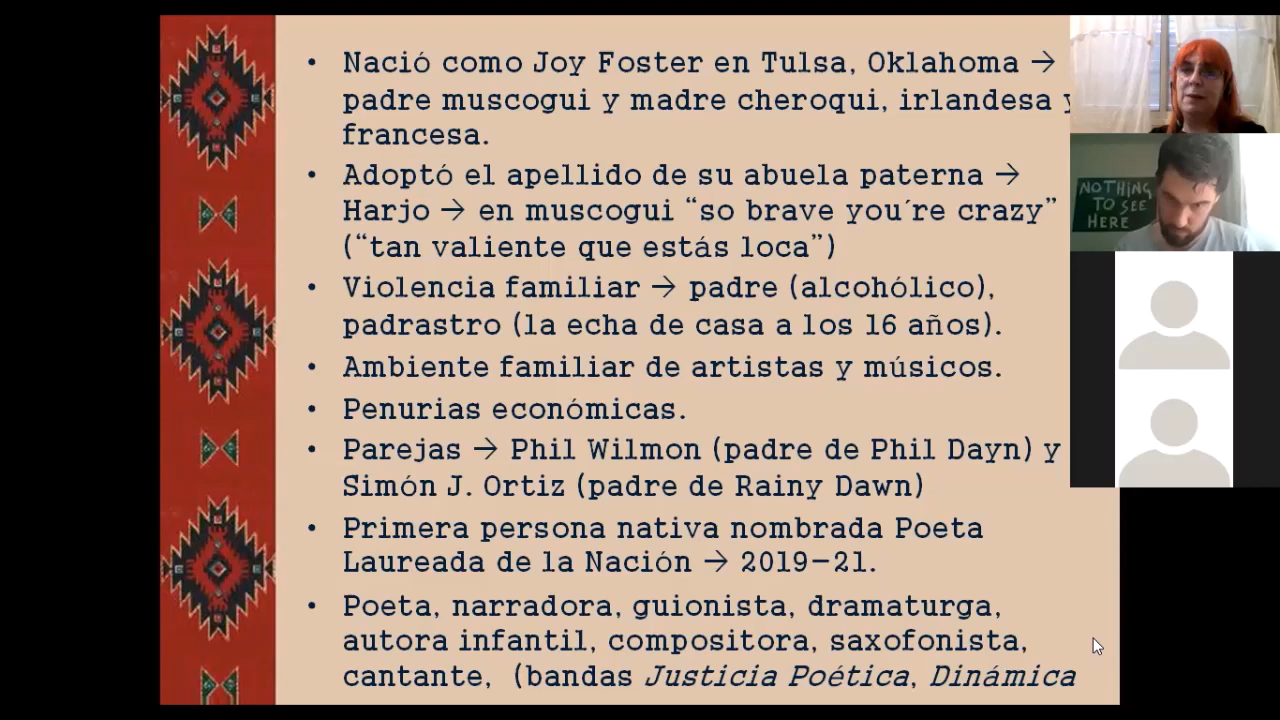 • Nació como Joy Foster en Tulsa, Oklahoma →
padre muscogui y madre cheroqui, irlandesa y
francesa.
• Adoptó el apellido de su abuela paterna →
Harjo → en muscogui “so brave you´re crazy”
(“tan valiente que estás loca”)
• Violencia familiar → padre (alcohólico),
padrastro (la echa de casa a los 16 años).
• Ambiente familiar de artistas y músicos.
• Penurias económicas.
• Parejas → Phil Wilmon (padre de Phil Dayn) y
Simón J. Ortiz (padre de Rainy Dawn)
• Primera persona nativa nombrada Poeta
Laureada de la Nación → 2019-21.
• Poeta, narradora, guionista, dramaturga,
autora infantil, compositora, saxofonista,
cantante, (bandas Justicia Poética, Dinámica
NOTHING
TO SEE
HERE